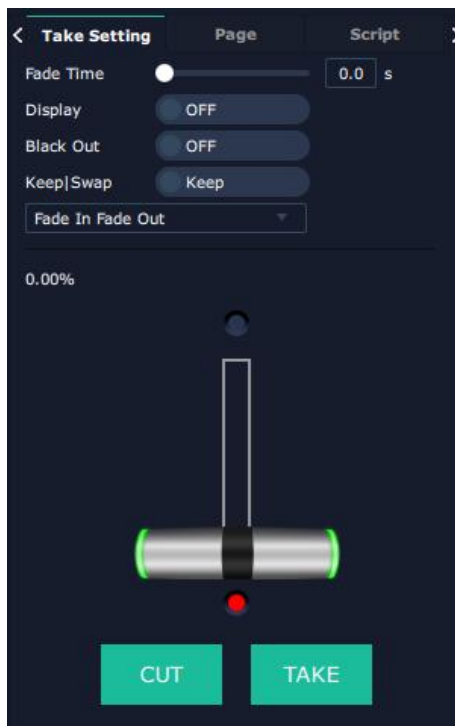 Take Setting Page Script
Fade Time 0.0 s
Display OFF
Black Out OFF
Keep|Swap Keep
Fade In Fade Out
0.00%
CUT TAKE